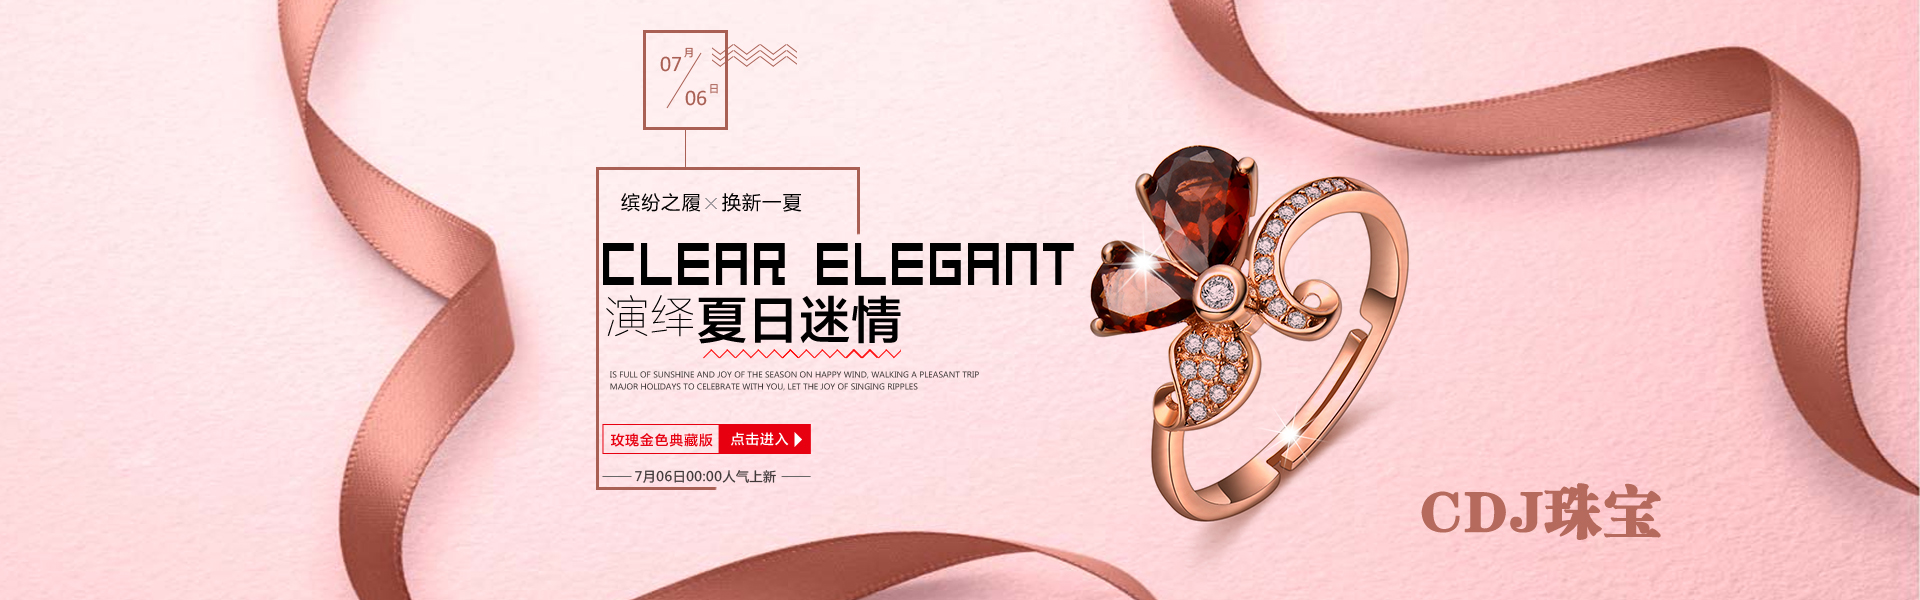 07月
06日
缤纷之履×换新一夏
CLEAR ELEGANT
演绎夏日迷情
IS FULL OF SUNSHINE AND JOY OF THE SEASON ON HAPPY WIND, WALKING A PLEASANT TRIP
MAJOR HOLIDAYS TO CELEBRATE WITH YOU, LET THE JOY OF SINGING RIPPLES
玫瑰金色典藏版 点击进入
7月06日00:00人气上新
CDJ珠宝